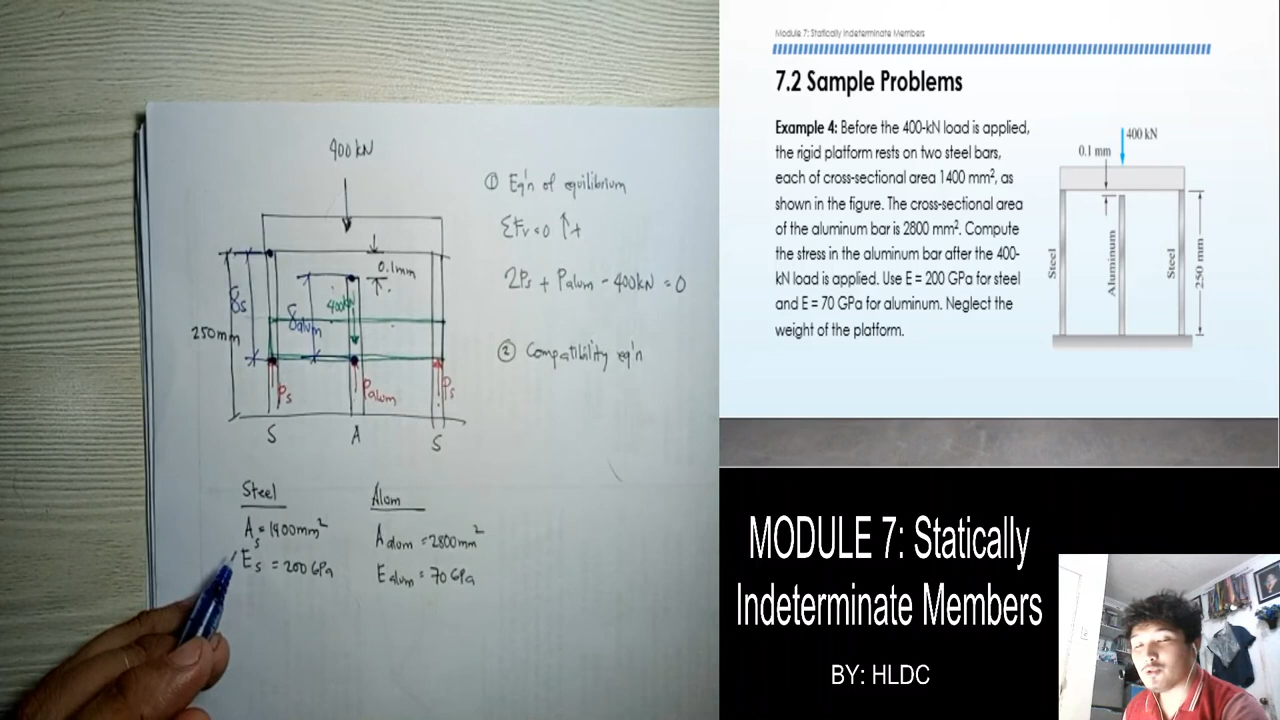 400 kN
① Eq'n of equilibrium
ΣFv = 0 ↑+
0.1mm
2Ps + Palum - 400kN = 0
δs
400kN
δalum
250mm
② Compatibility eq'n
Ps
Palum
Ps
S
A
S
Steel
Alum
As = 1400mm²
Aalum = 2800mm²
Es = 200 GPa
Ealum = 70 GPa
Module 7: Statically Indeterminate Members
7.2 Sample Problems
Example 4: Before the 400-kN load is applied,
the rigid platform rests on two steel bars,
each of cross-sectional area 1400 mm², as
shown in the figure. The cross-sectional area
of the aluminum bar is 2800 mm². Compute
the stress in the aluminum bar after the 400-
kN load is applied. Use E = 200 GPa for steel
and E = 70 GPa for aluminum. Neglect the
weight of the platform.
400 kN
0.1 mm
Steel
Aluminum
Steel
250 mm
MODULE 7: Statically
Indeterminate Members
BY: HLDC